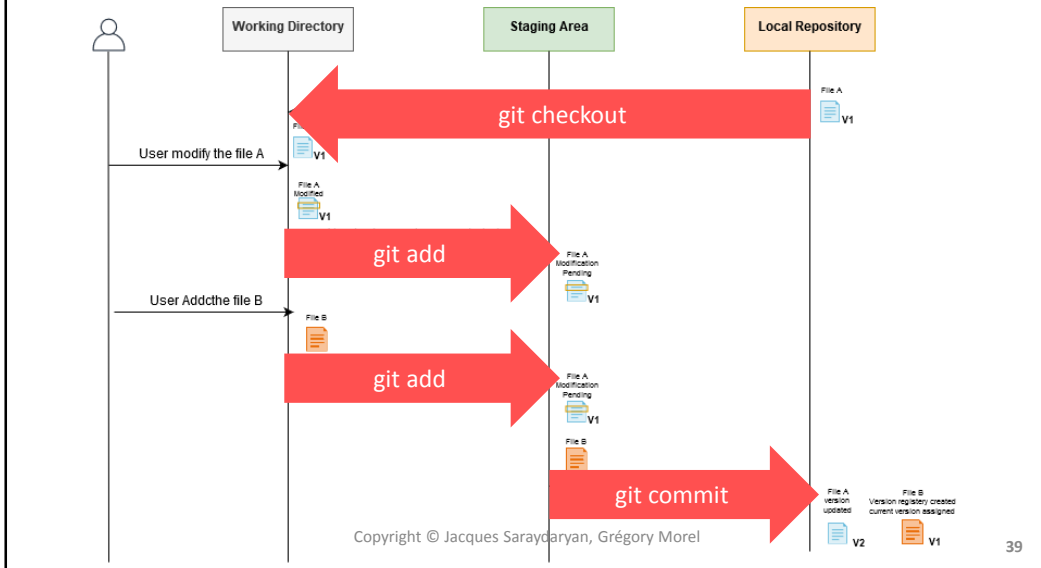 Working Directory
Staging Area
Local Repository
File A
V1
git checkout
V1
User modify the file A
File A
Modified
V1
git add
File A
Modification
Pending
V1
User Addcthe file B
File B
git add
File A
Modification
Pending
V1
File B
git commit
File A
version
updated
V2
File B
Version registery created
current version assigned
V1
Copyright © Jacques Saraydaryan, Grégory Morel
39